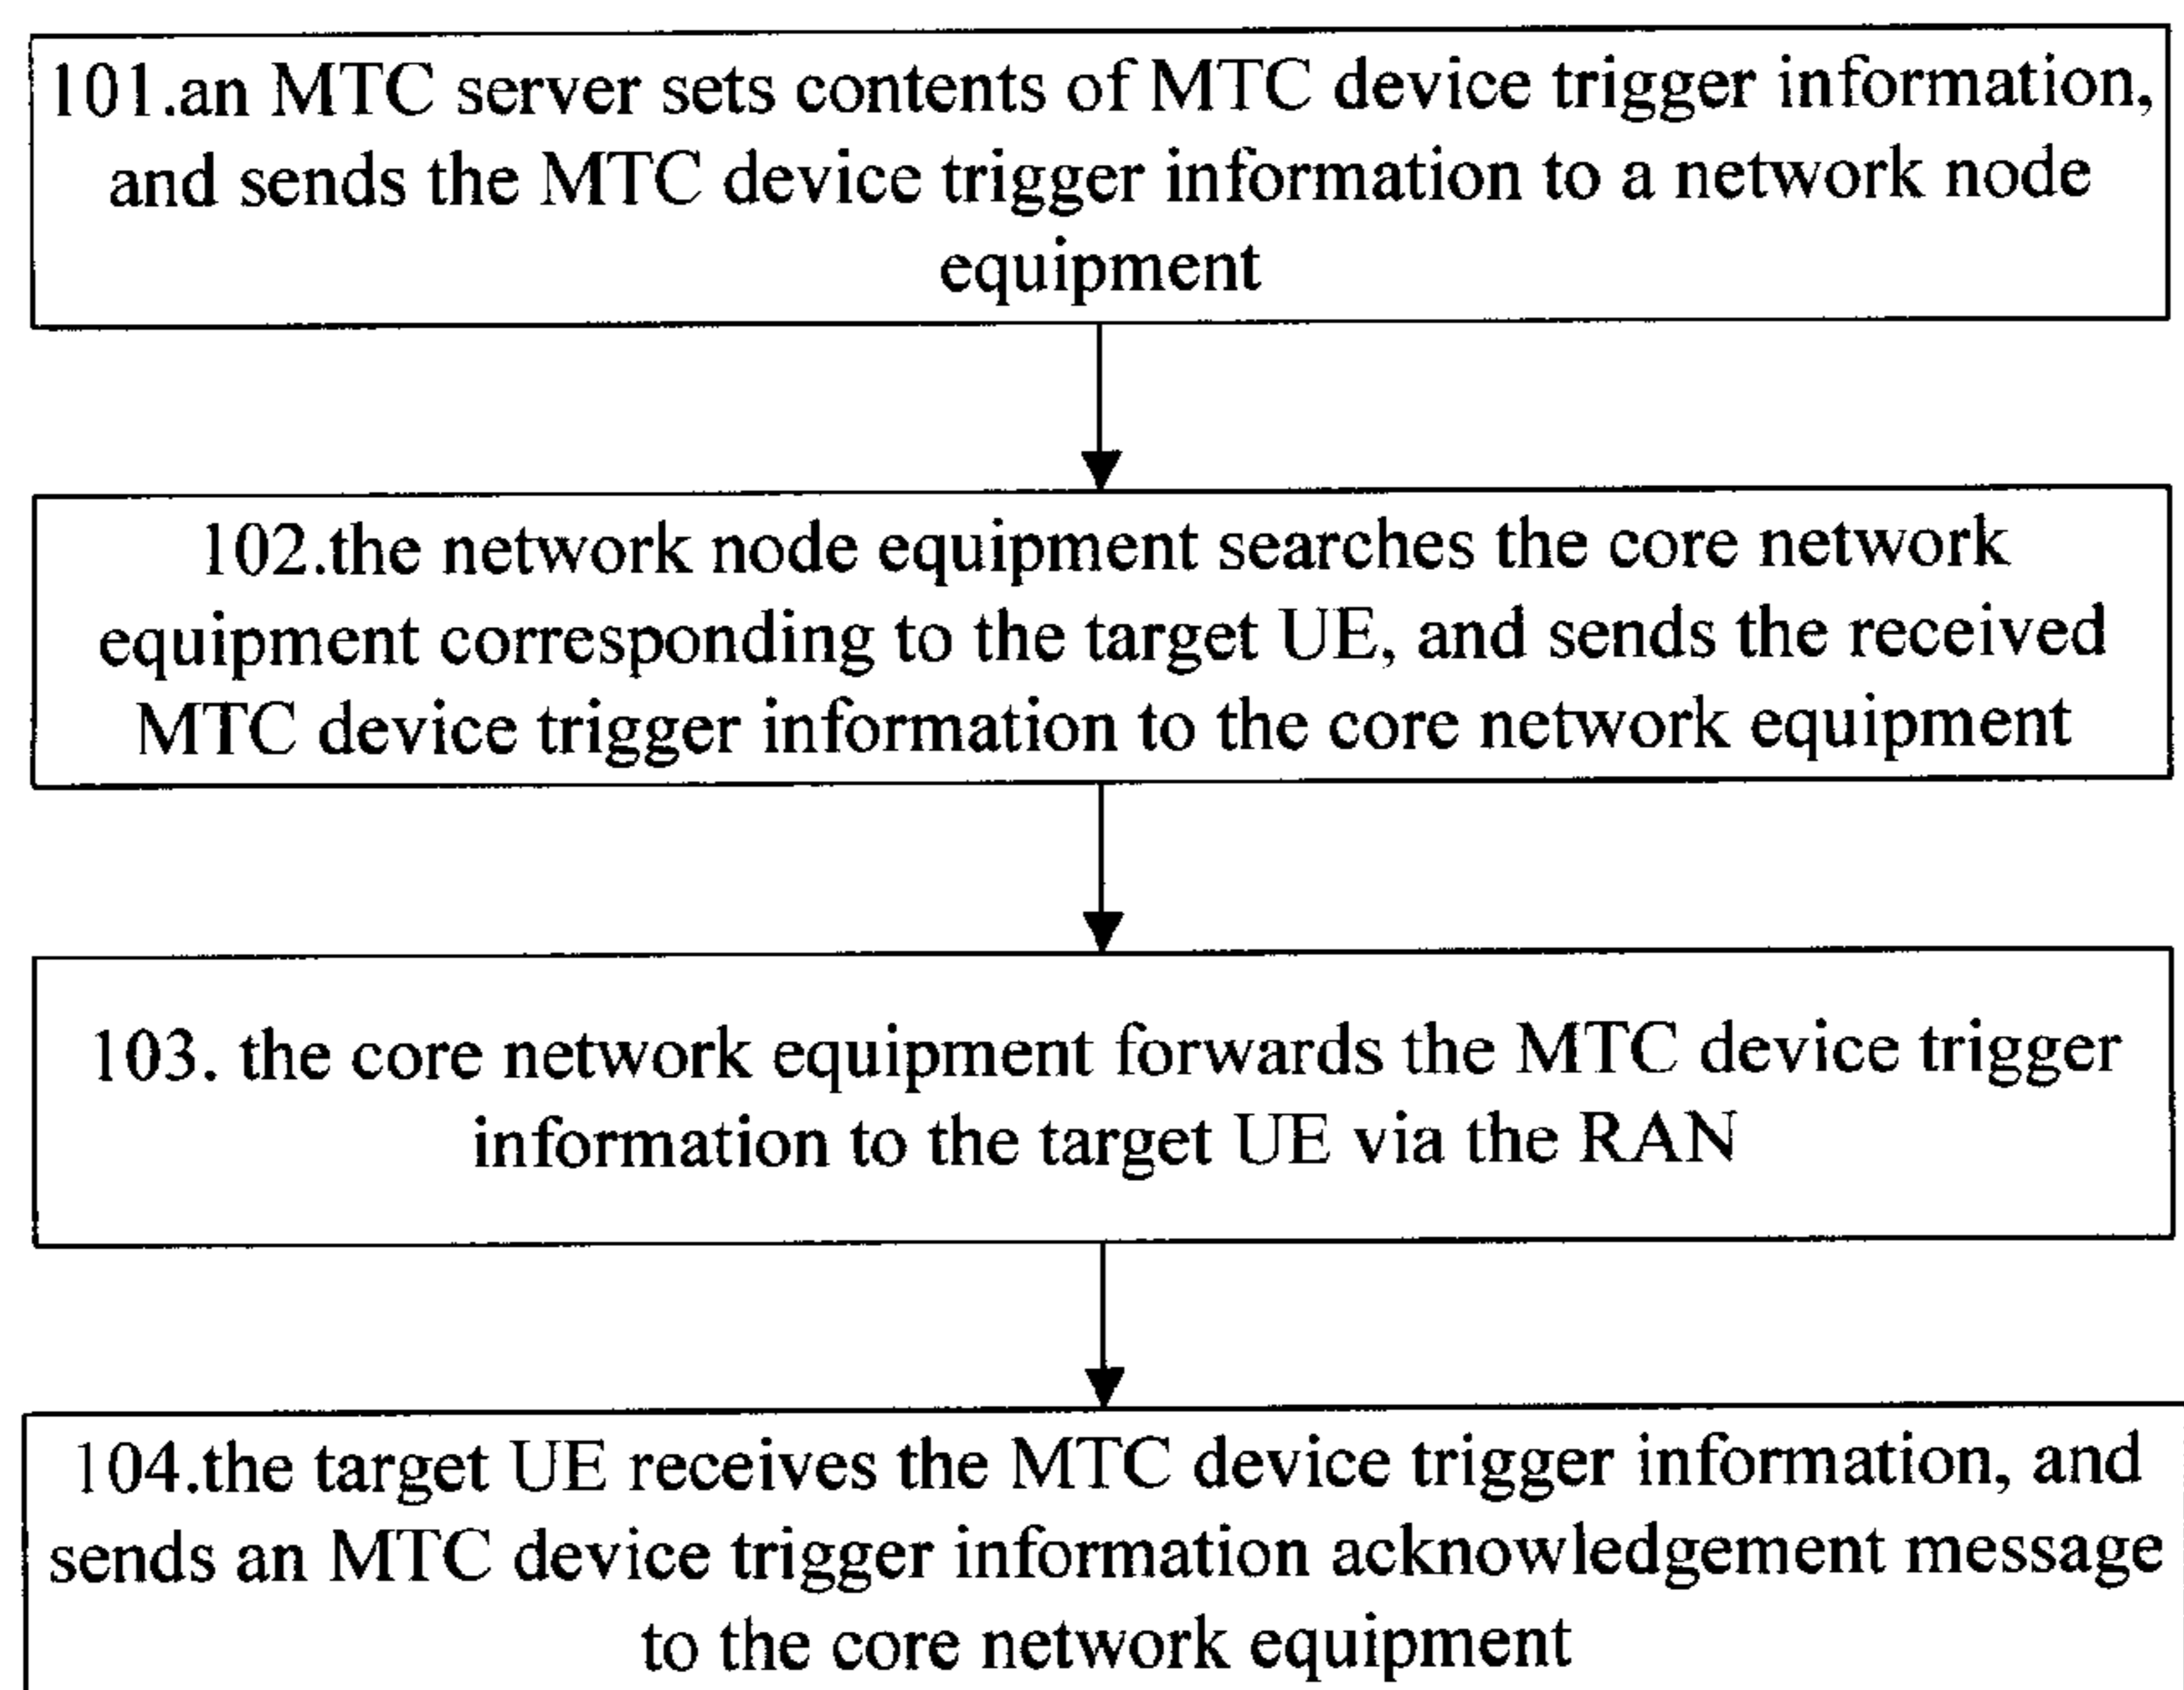 101.an MTC server sets contents of MTC device trigger information,
and sends the MTC device trigger information to a network node
equipment
102.the network node equipment searches the core network
equipment corresponding to the target UE, and sends the received
MTC device trigger information to the core network equipment
103. the core network equipment forwards the MTC device trigger
information to the target UE via the RAN
104.the target UE receives the MTC device trigger information, and
sends an MTC device trigger information acknowledgement message
to the core network equipment